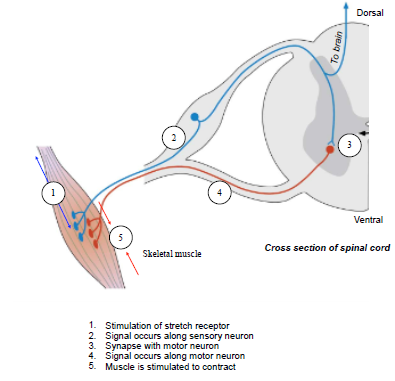 Dorsal
To brain
2
3
1
4
Ventral
5
Skeletal muscle
Cross section of spinal cord
1. Stimulation of stretch receptor
2. Signal occurs along sensory neuron
3. Synapse with motor neuron
4. Signal occurs along motor neuron
5. Muscle is stimulated to contract